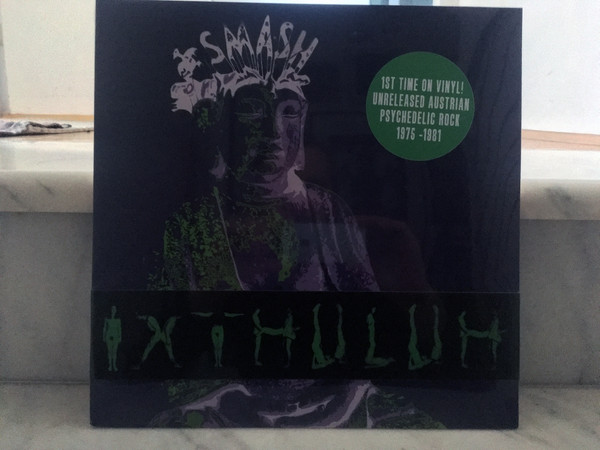 SMASH
1ST TIME ON VINYL!
UNRELEASED AUSTRIAN
PSYCHEDELIC ROCK
1975 -1981
IXTHULUH